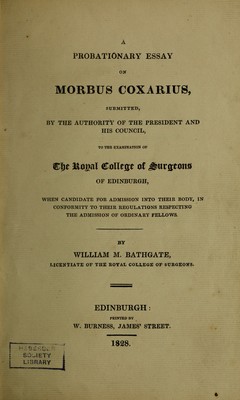 A
PROBATIONARY ESSAY
ON
MORBUS COXARIUS,
SUBMITTED,
BY THE AUTHORITY OF THE PRESIDENT AND
HIS COUNCIL,
TO THE EXAMINATION OF
The Royal College of Surgeons
OF EDINBURGH,
WHEN CANDIDATE FOR ADMISSION INTO THEIR BODY, IN
CONFORMITY TO THEIR REGULATIONS RESPECTING
THE ADMISSION OF ORDINARY FELLOWS.
BY
WILLIAM M. BATHGATE,
LICENTIATE OF THE ROYAL COLLEGE OF SURGEONS.
EDINBURGH:
PRINTED BY
W. BURNESS, JAMES' STREET.
1828.
SOCIETY
LIBRARY